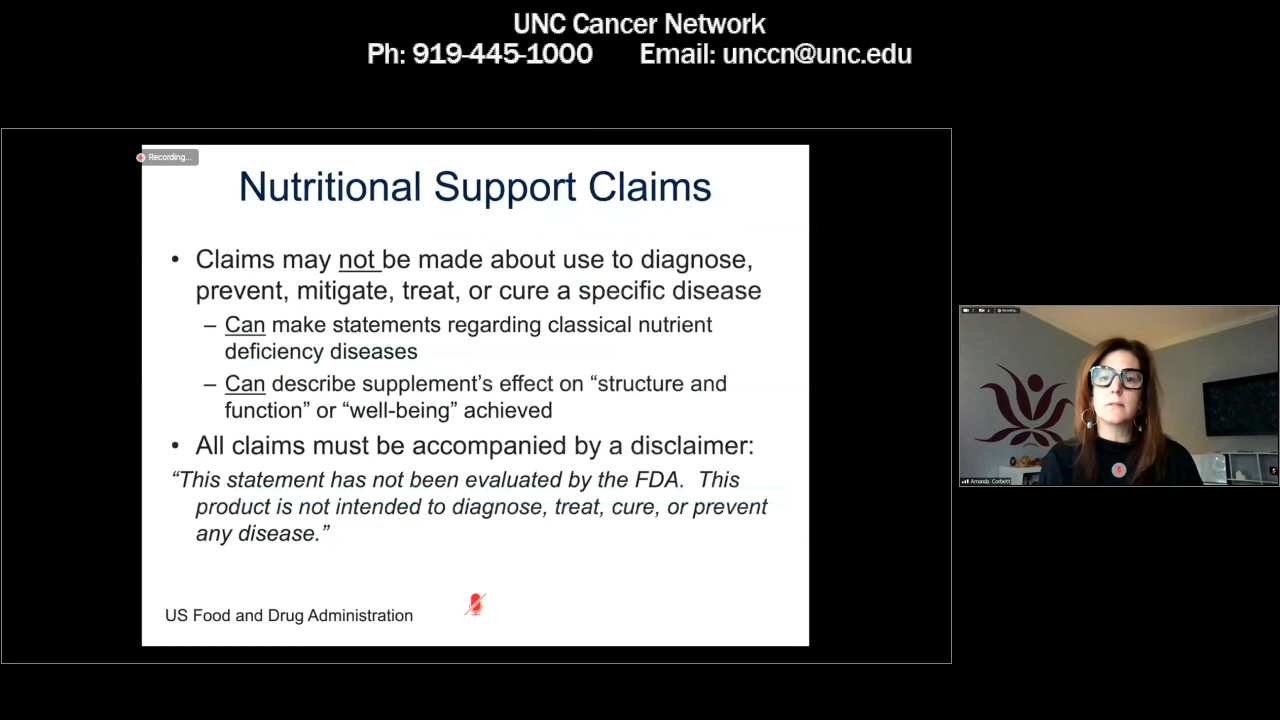 UNC Cancer Network
Ph: 919-445-1000 Email: unccn@unc.edu
Recording...
Nutritional Support Claims
• Claims may not be made about use to diagnose,
prevent, mitigate, treat, or cure a specific disease
– Can make statements regarding classical nutrient
deficiency diseases
– Can describe supplement's effect on “structure and
function” or “well-being” achieved
• All claims must be accompanied by a disclaimer:
“This statement has not been evaluated by the FDA. This
product is not intended to diagnose, treat, cure, or prevent
any disease.”
US Food and Drug Administration
Recording...
Amanda Corbett